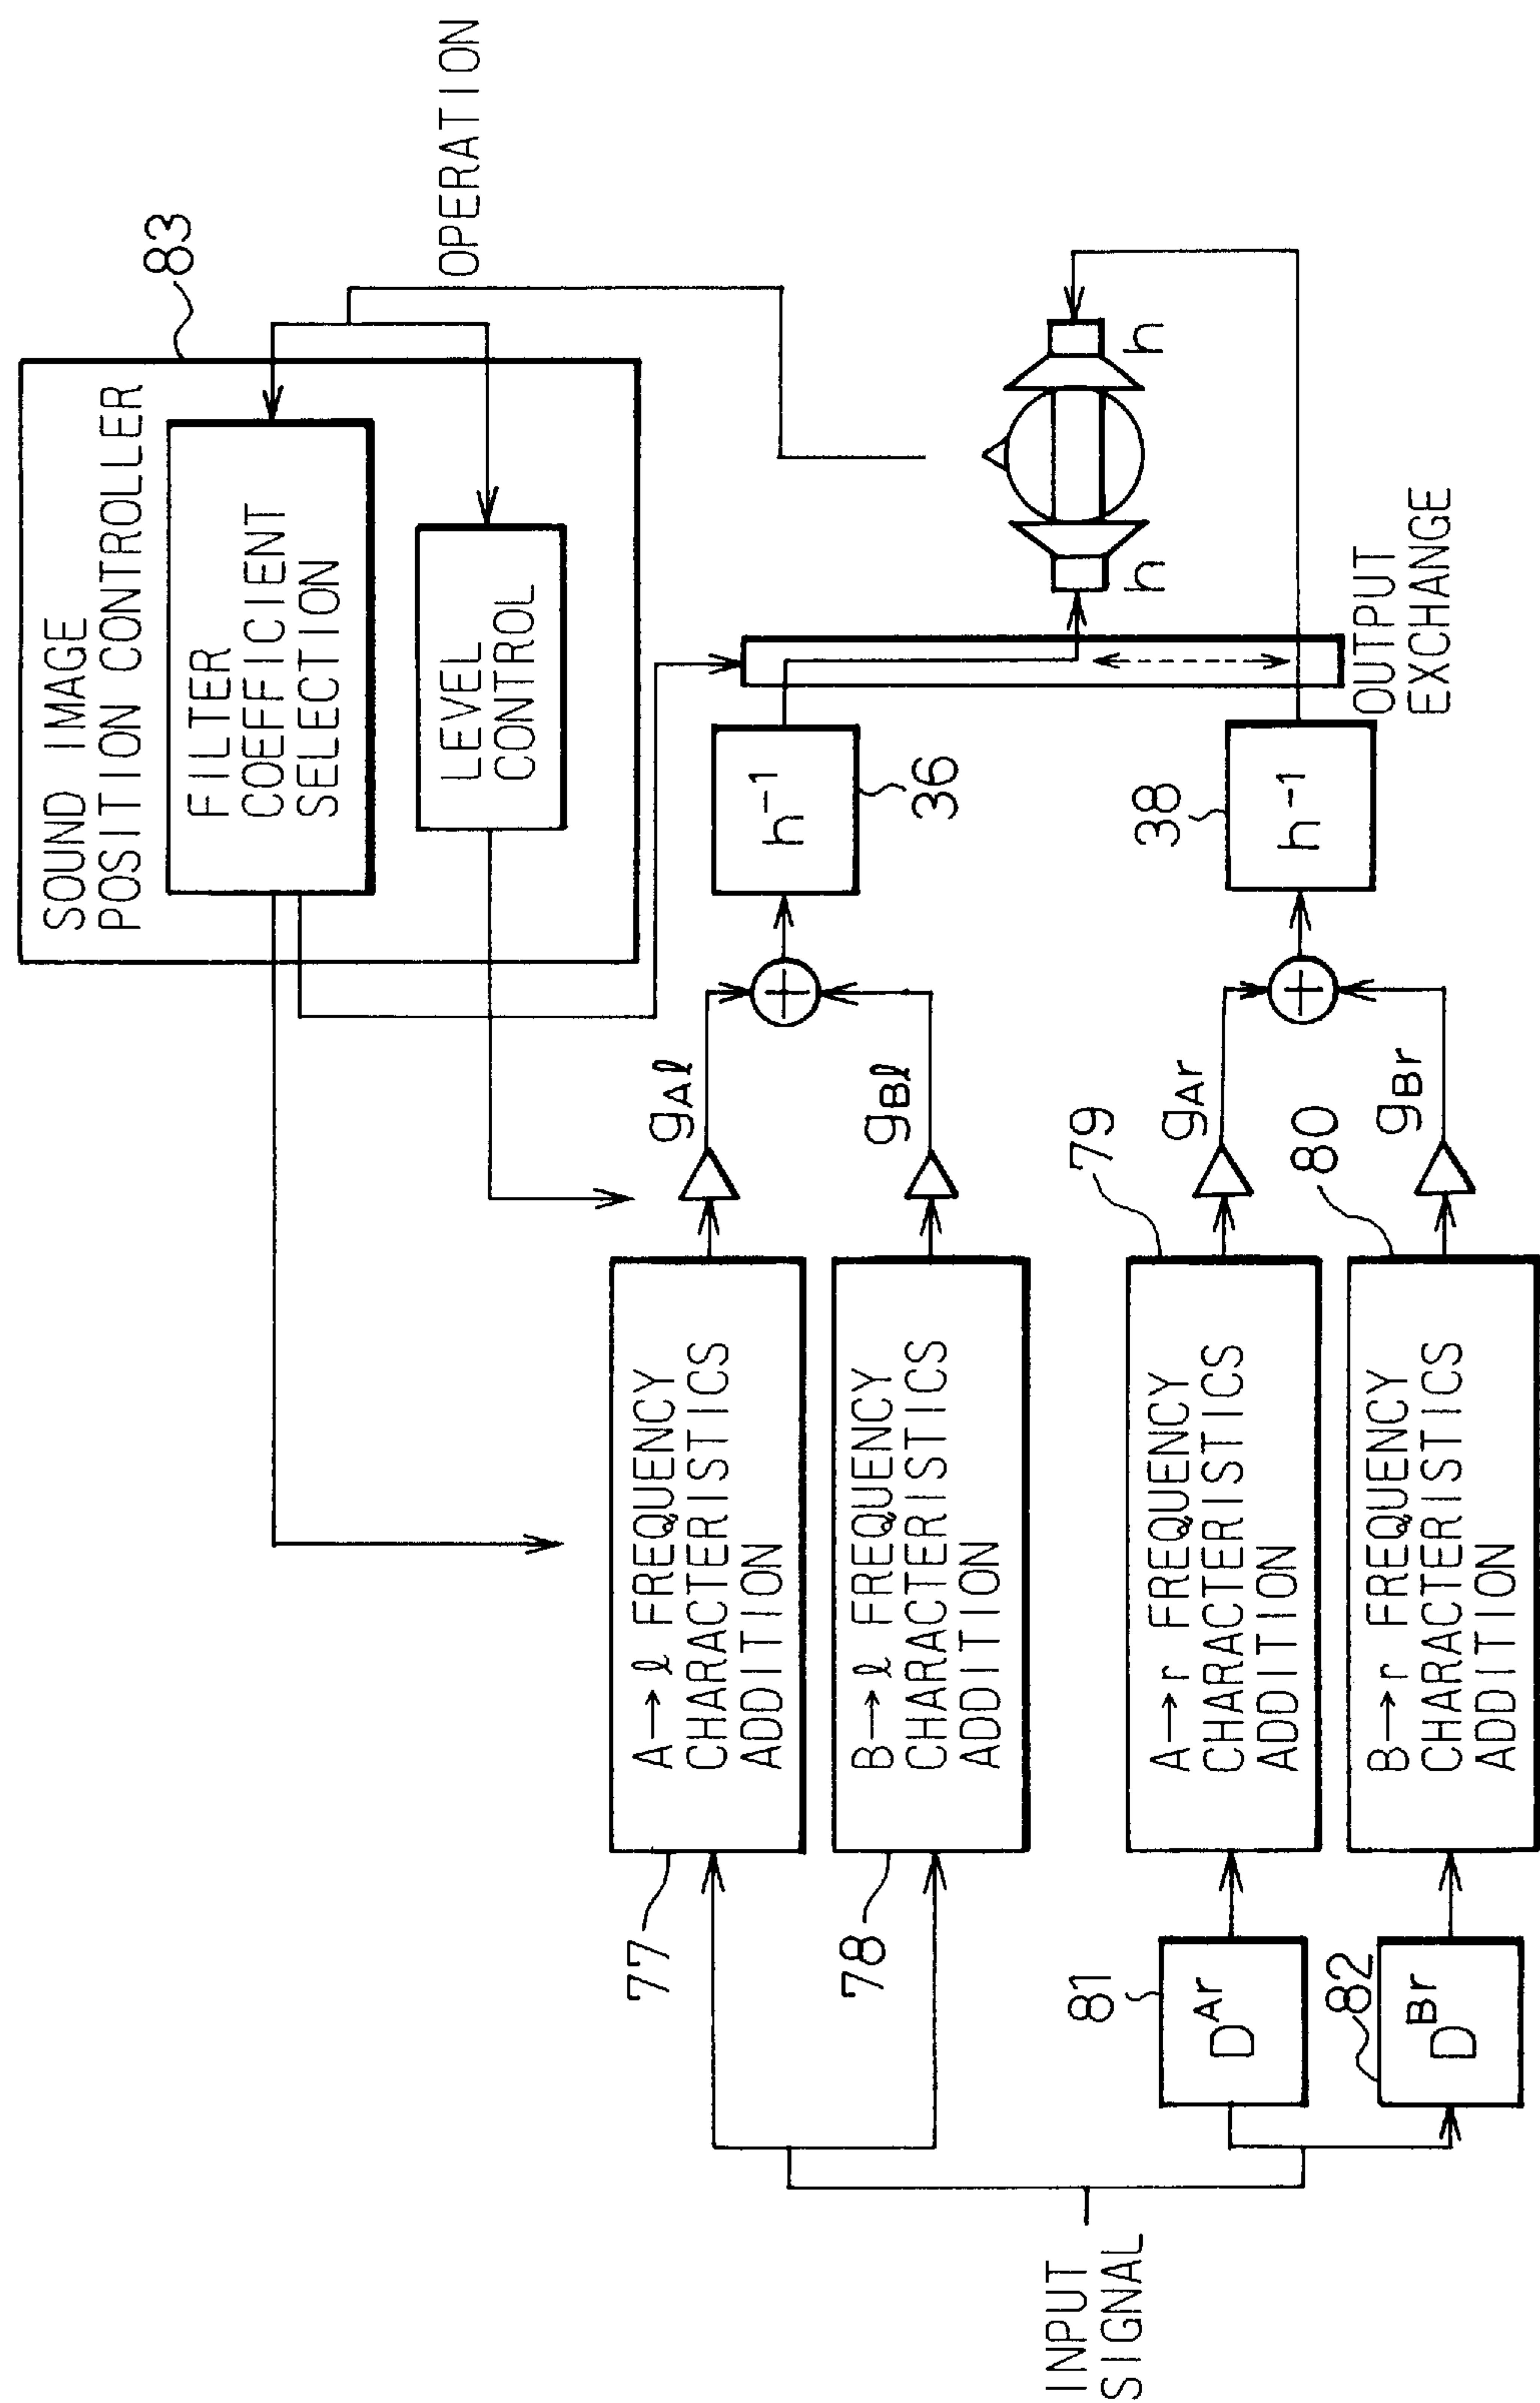 SOUND IMAGE
POSITION CONTROLLER
83
FILTER
COEFFICIENT
SELECTION
LEVEL
CONTROL
OPERATION
77
A→ℓ FREQUENCY
CHARACTERISTICS
ADDITION
gAℓ
h⁻¹
36
78
B→ℓ FREQUENCY
CHARACTERISTICS
ADDITION
gBℓ
h
h
INPUT
SIGNAL
81
DAr
79
A→r FREQUENCY
CHARACTERISTICS
ADDITION
gAr
38
h⁻¹
OUTPUT
EXCHANGE
82
DBr
80
B→r FREQUENCY
CHARACTERISTICS
ADDITION
gBr